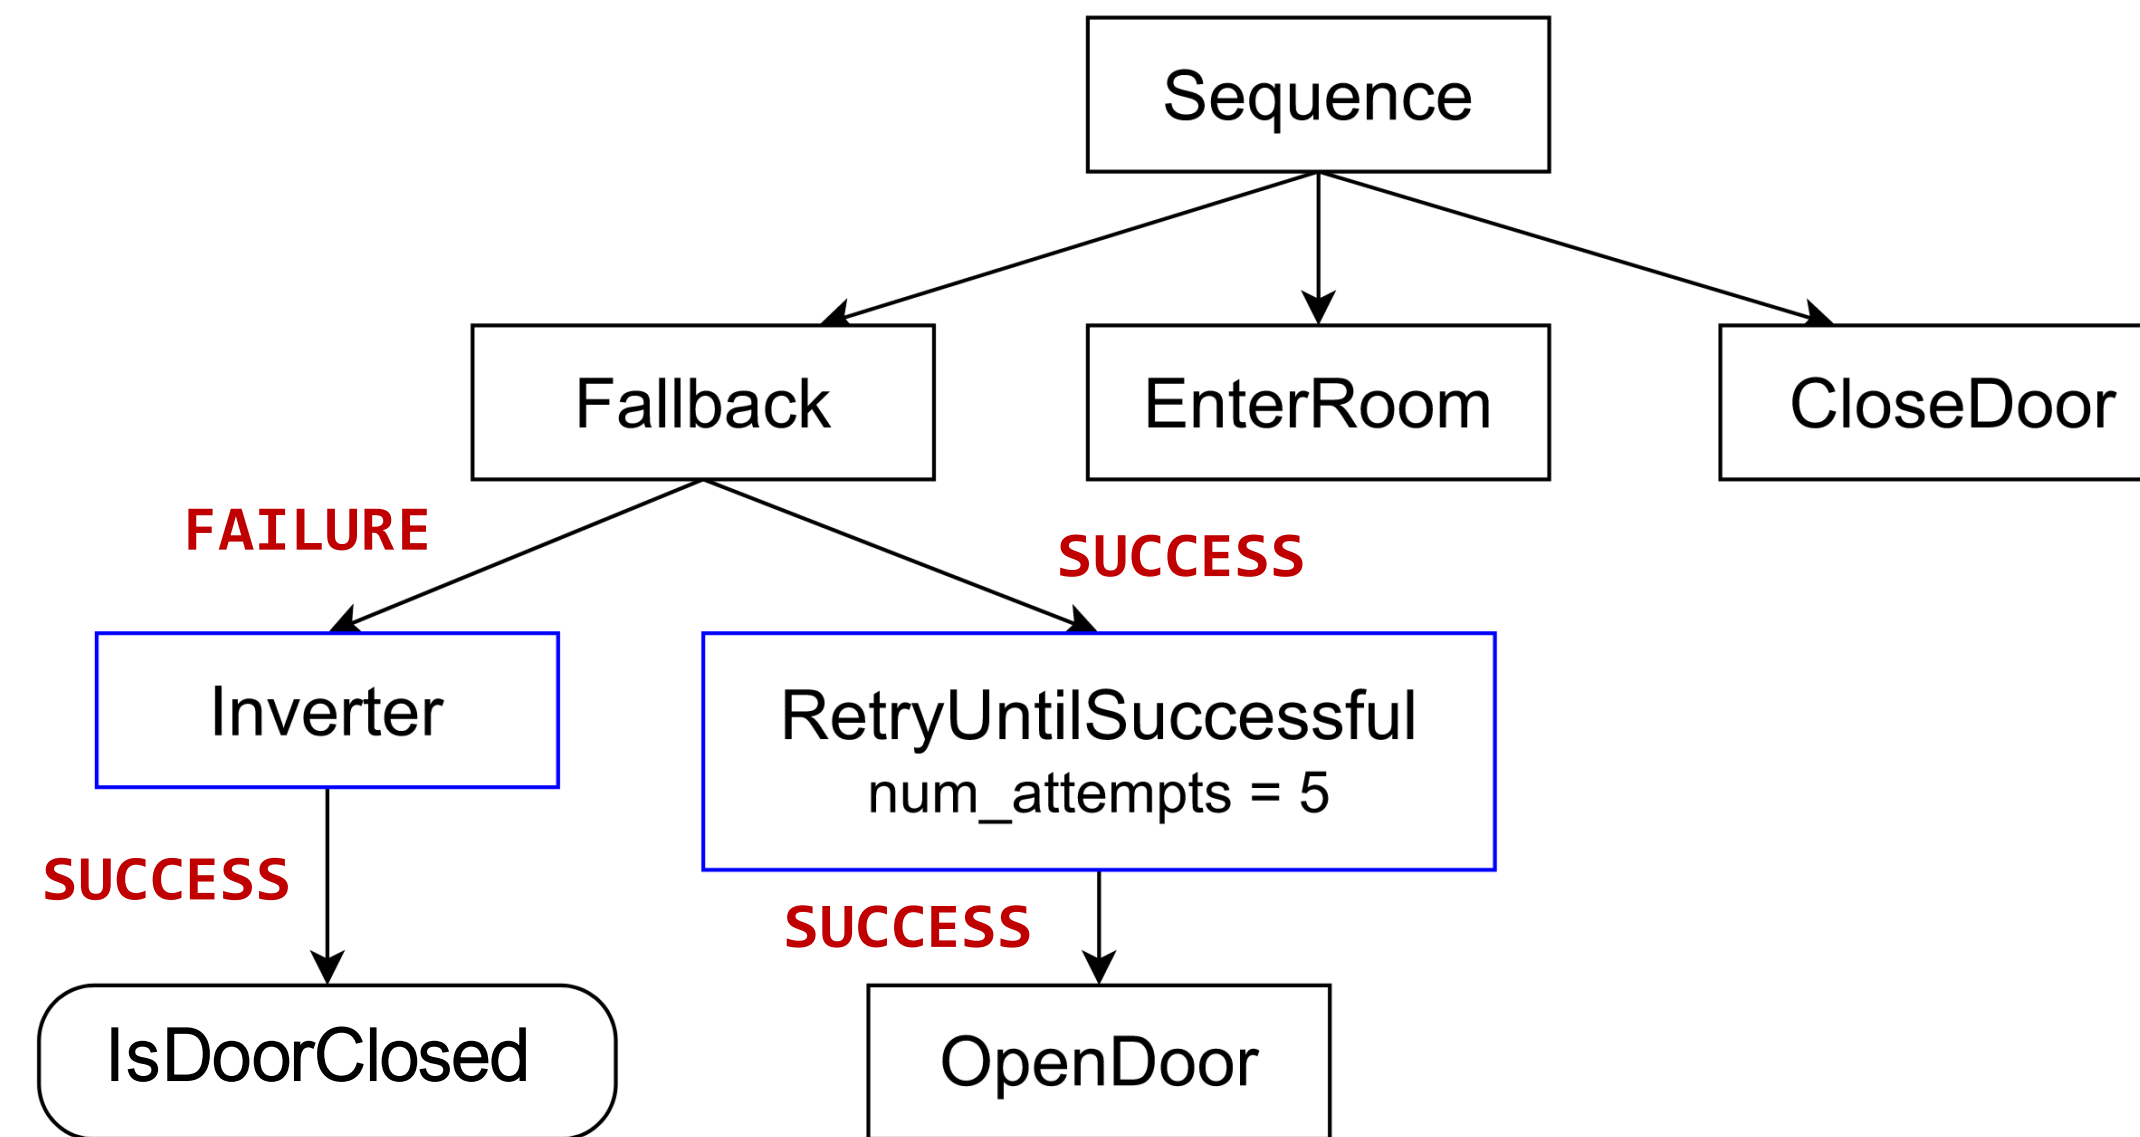 Sequence
Fallback
EnterRoom
CloseDoor
FAILURE
SUCCESS
Inverter
RetryUntilSuccessful
num_attempts = 5
SUCCESS
SUCCESS
IsDoorClosed
OpenDoor